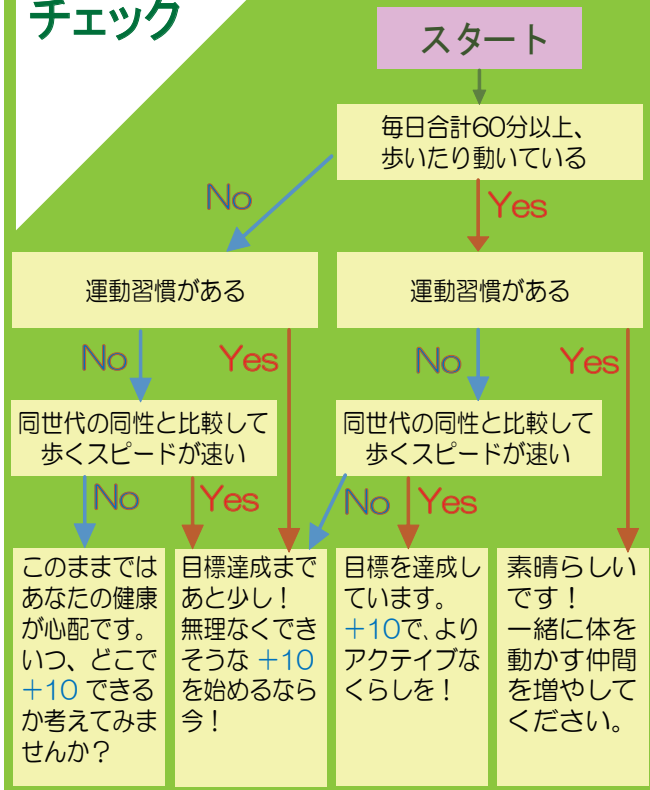 チェック
スタート
毎日合計60分以上、
歩いたり動いている
No
Yes
運動習慣がある
運動習慣がある
No
Yes
No
Yes
同世代の同性と比較して
歩くスピードが速い
同世代の同性と比較して
歩くスピードが速い
No
Yes
No
Yes
このままでは
あなたの健康
が心配です。
いつ、どこで
+10 できる
か考えてみま
せんか？
目標達成まで
あと少し！
無理なくでき
そうな +10
を始めるなら
今！
目標を達成し
ています。
+10で、より
アクティブな
くらしを！
素晴らしい
です！
一緒に体を
動かす仲間
を増やして
ください。